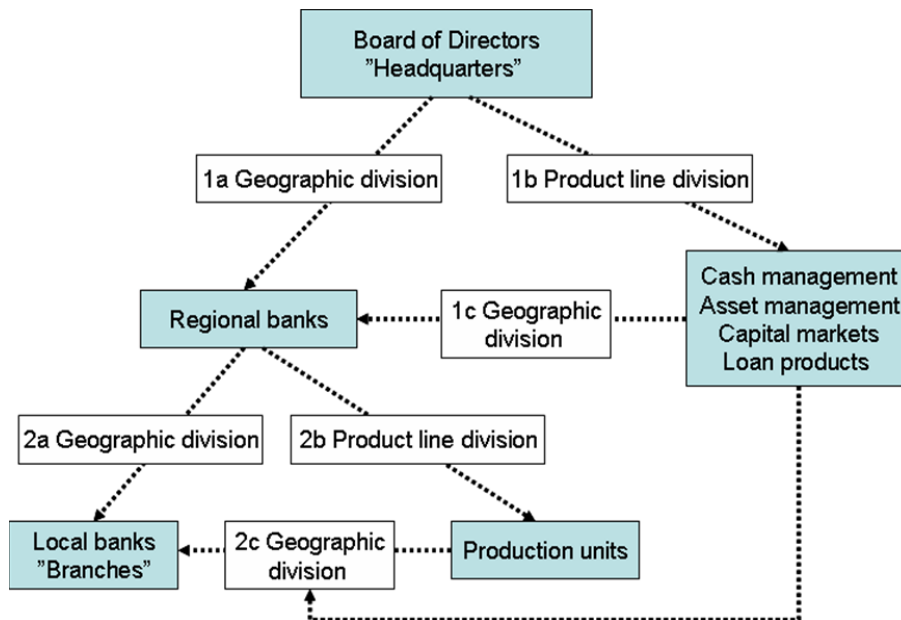 Board of Directors
”Headquarters”
1a Geographic division
1b Product line division
Cash management
Asset management
Capital markets
Loan products
Regional banks
1c Geographic
division
2a Geographic division
2b Product line division
Local banks
”Branches”
2c Geographic
division
Production units